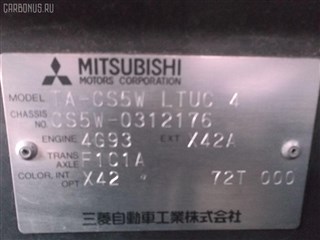 CARBONUS.RU
MITSUBISHI
MOTORS CORPORATION
MODEL TA-CS5W LTUC 4
CHASSIS NO. CS5W-0312176
ENGINE 4G93 EXT X42A
TRANS AXLE F1C1A
COLOR, INT OPT X42 72T 000
三菱自動車工業株式会社